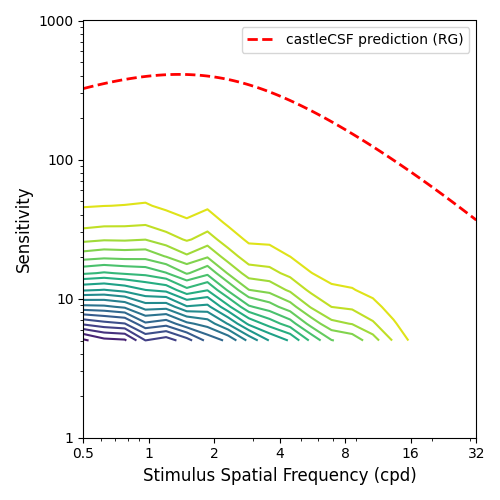 1000
castleCSF prediction (RG)
100
Sensitivity
10
1
0.5 1 2 4 8 16 32
Stimulus Spatial Frequency (cpd)